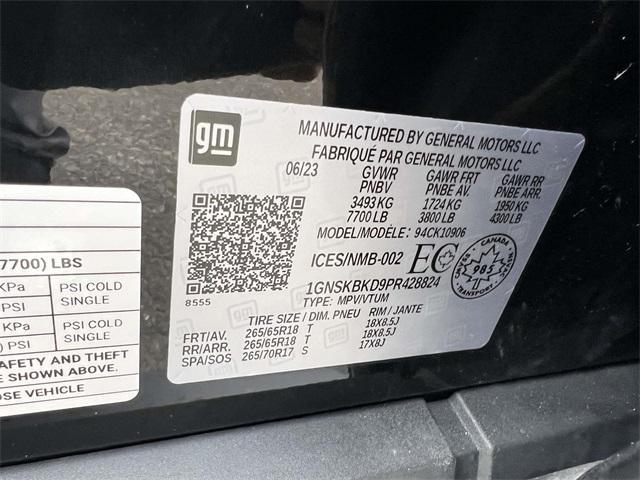 gm
MANUFACTURED BY GENERAL MOTORS LLC
FABRIQUÉ PAR GENERAL MOTORS LLC
06/23 GVWR GAWR FRT GAWR RR
PNBV PNBE AV. PNBE ARR.
3493 KG 1724 KG 1950 KG
7700 LB 3800 LB 4300 LB
MODEL/MODÈLE: 94CK10906
ICES/NMB-002 EC
CANADA 985 TRANSPORT
8555
1GNSKBKD9PR428824
TYPE: MPV/VTUM
TIRE SIZE / DIM. PNEU RIM / JANTE
FRT/AV. 265/65R18 T 18X8.5J
RR/ARR. 265/65R18 T 18X8.5J
SPA/SOS 265/70R17 S 17X8J
7700) LBS
KPa PSI COLD
PSI SINGLE
KPa PSI COLD
) PSI SINGLE
AFETY AND THEFT
E SHOWN ABOVE.
OSE VEHICLE